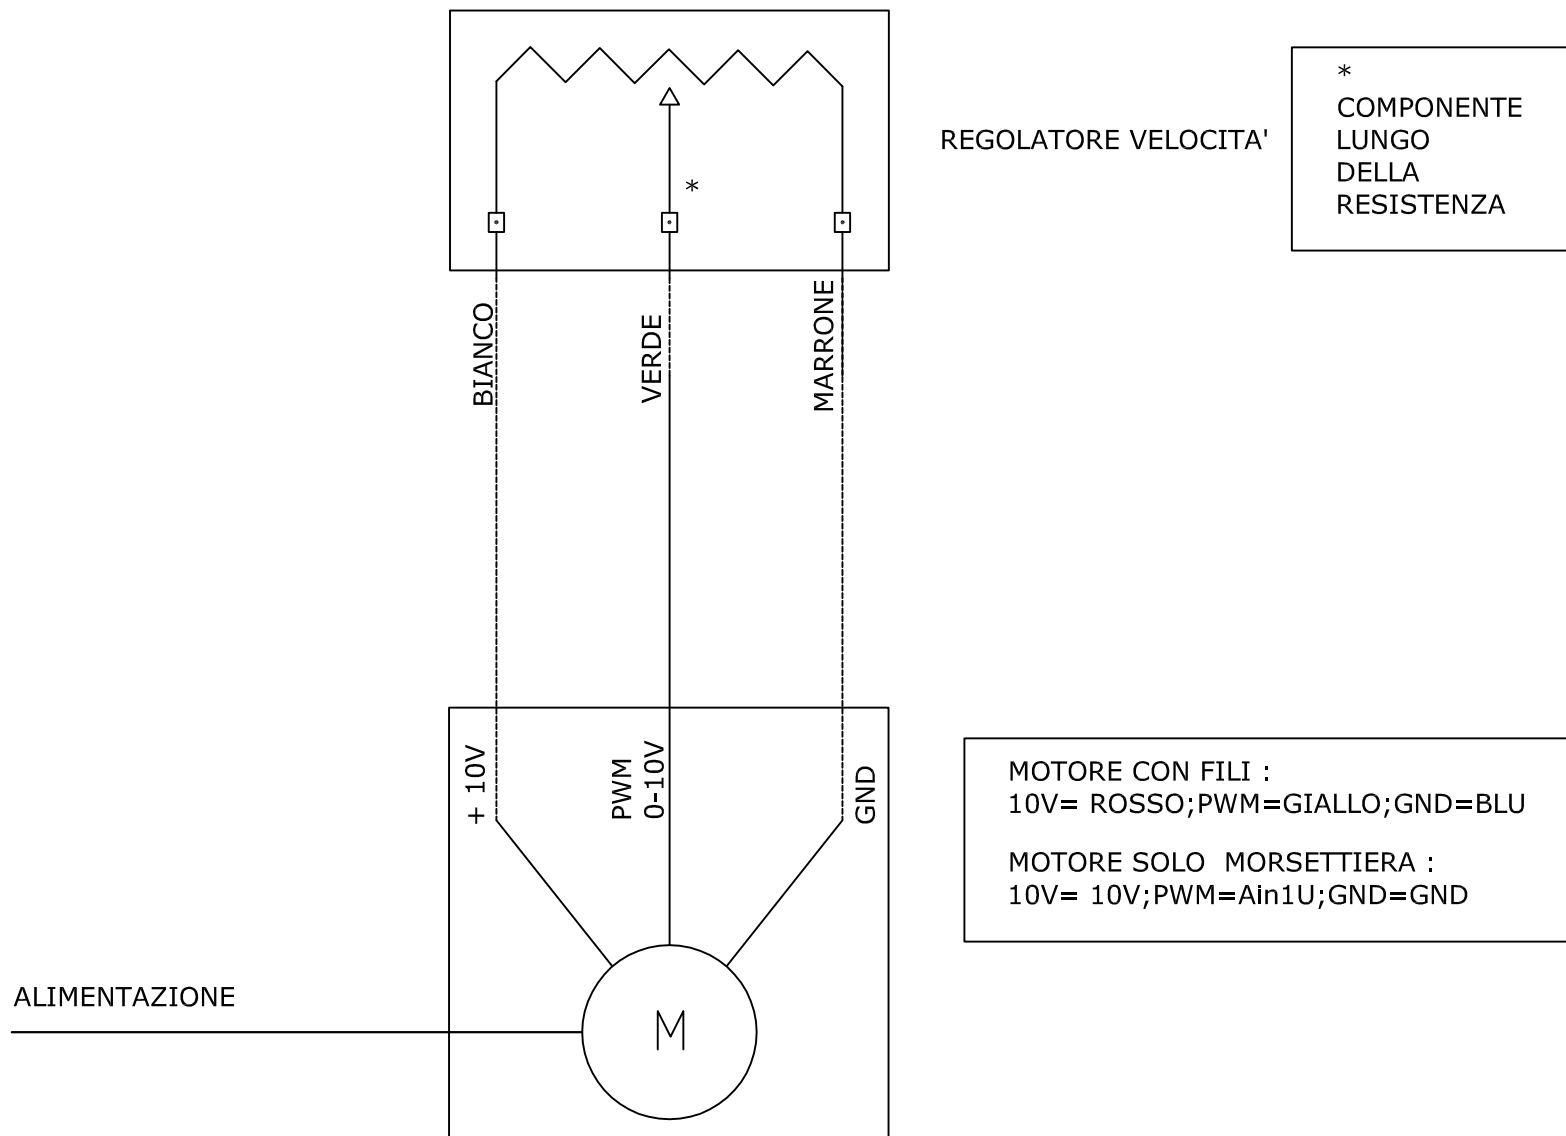 REGOLATORE VELOCITA'
*
COMPONENTE
LUNGO
DELLA
RESISTENZA
*
BIANCO
VERDE
MARRONE
+ 10V
PWM
0-10V
GND
MOTORE CON FILI :
10V= ROSSO;PWM=GIALLO;GND=BLU
MOTORE SOLO MORSETTIERA :
10V= 10V;PWM=Ain1U;GND=GND
ALIMENTAZIONE
M